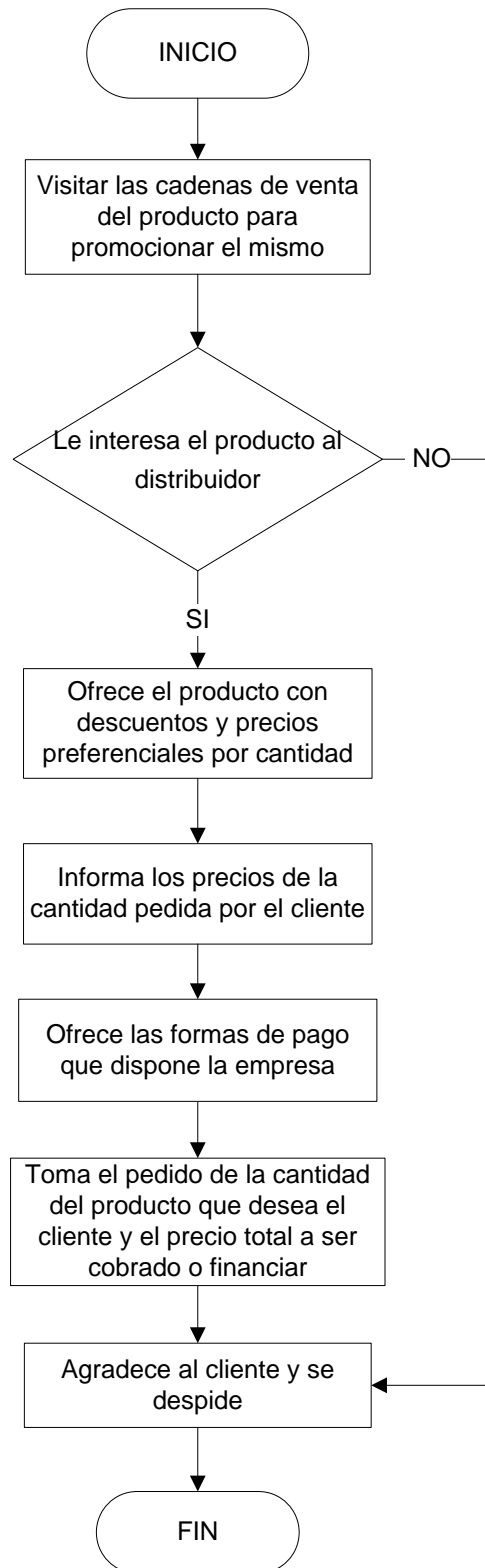 INICIO
Visitar las cadenas de venta
del producto para
promocionar el mismo
Le interesa el producto al
distribuidor
NO
SI
Ofrece el producto con
descuentos y precios
preferenciales por cantidad
Informa los precios de la
cantidad pedida por el cliente
Ofrece las formas de pago
que dispone la empresa
Toma el pedido de la cantidad
del producto que desea el
cliente y el precio total a ser
cobrado o financiar
Agradece al cliente y se
despide
FIN